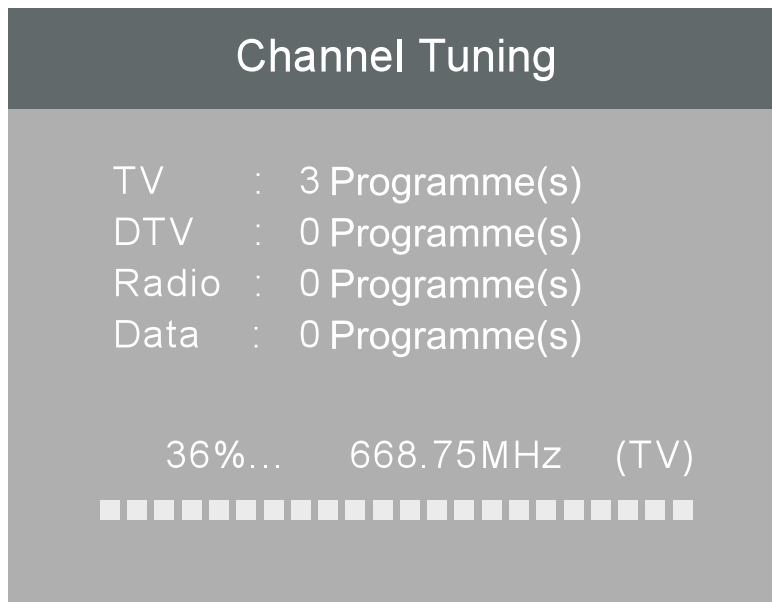 Channel Tuning
TV : 3 Programme(s)
DTV : 0 Programme(s)
Radio : 0 Programme(s)
Data : 0 Programme(s)
36%... 668.75MHz (TV)